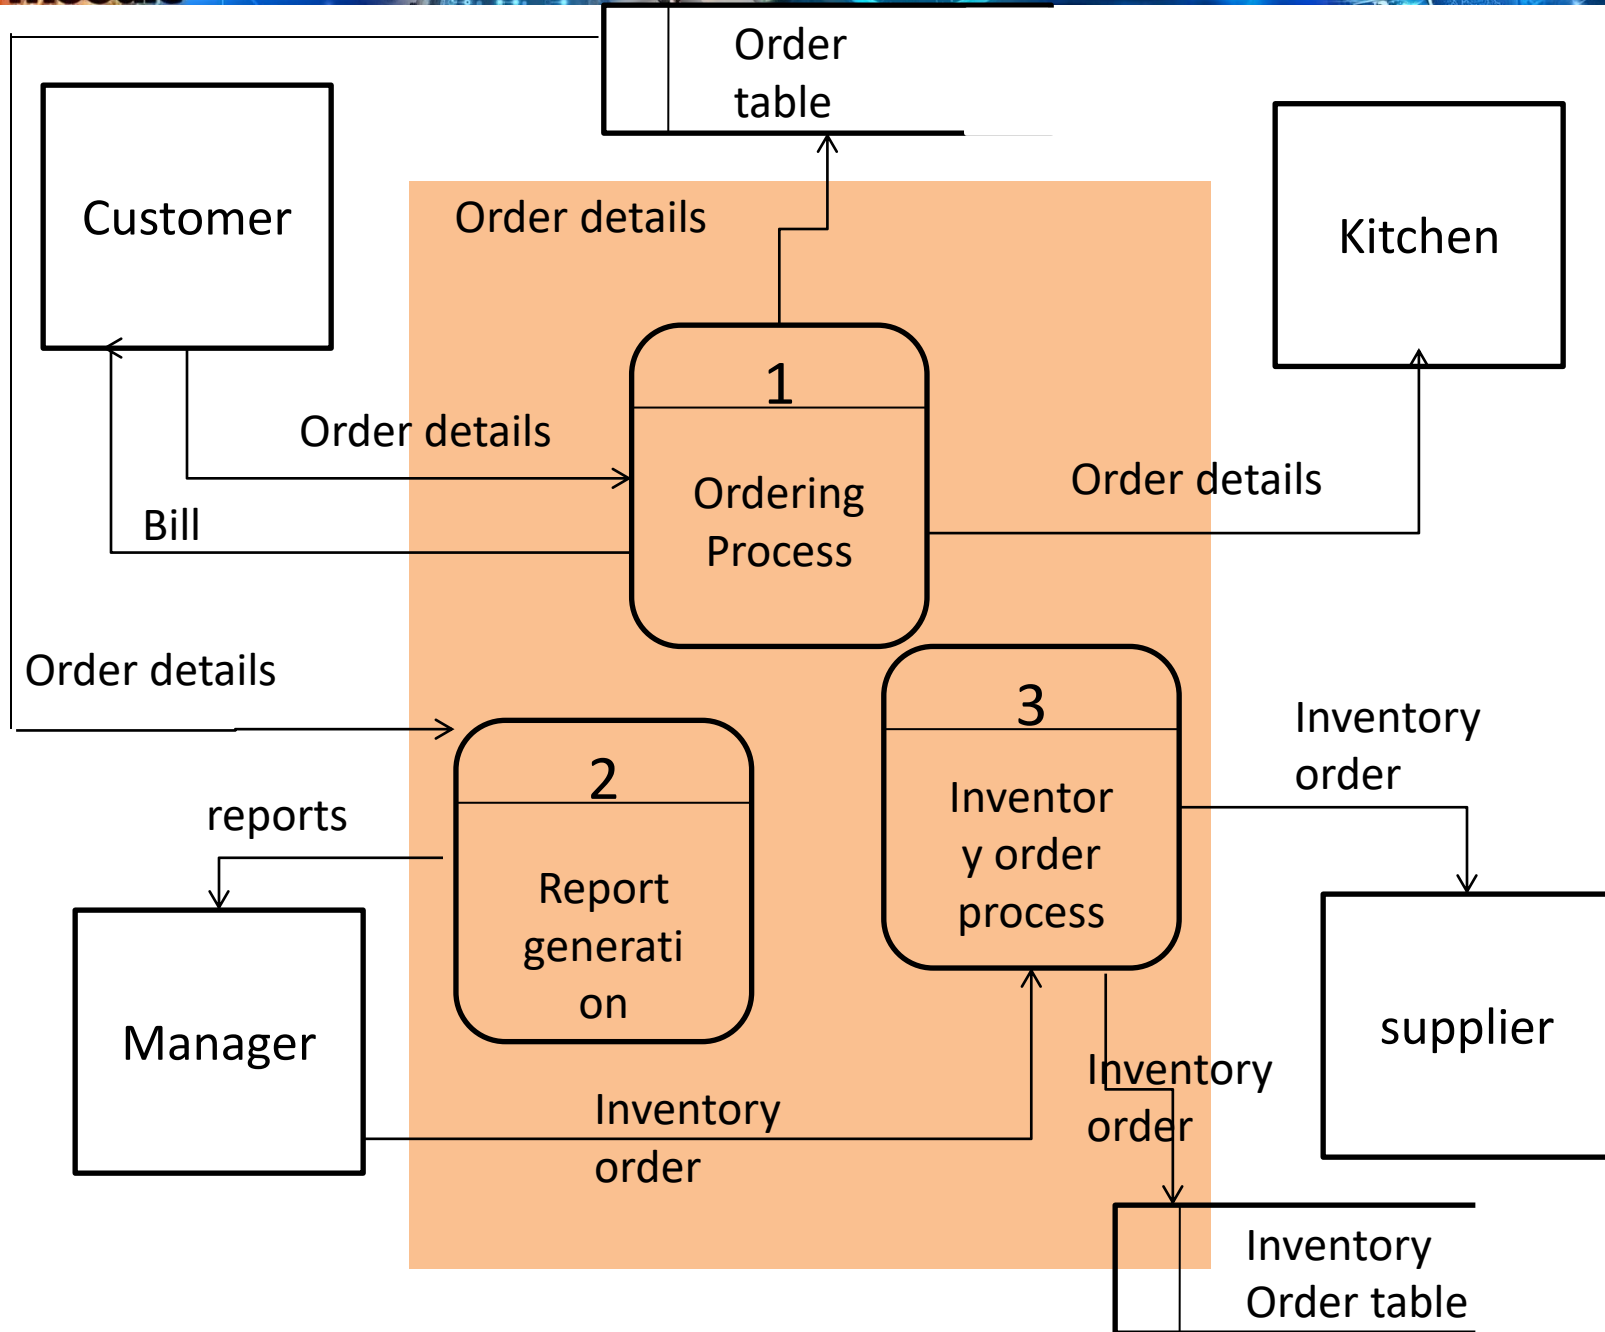 Order
table
Customer
Order details
Kitchen
1
Order details
Ordering
Process
Order details
Bill
Order details
3
Inventory
order
2
Inventor
y order
process
reports
Report
generati
on
Manager
supplier
Inventory
order
Inventory
order
Inventory
Order table